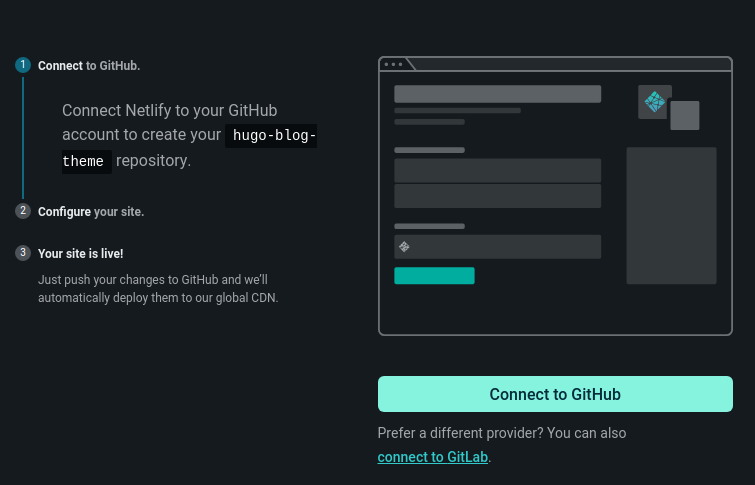 1 Connect to GitHub.
Connect Netlify to your GitHub
account to create your hugo-blog-
theme repository.
2 Configure your site.
3 Your site is live!
Just push your changes to GitHub and we'll
automatically deploy them to our global CDN.
Connect to GitHub
Prefer a different provider? You can also
connect to GitLab.